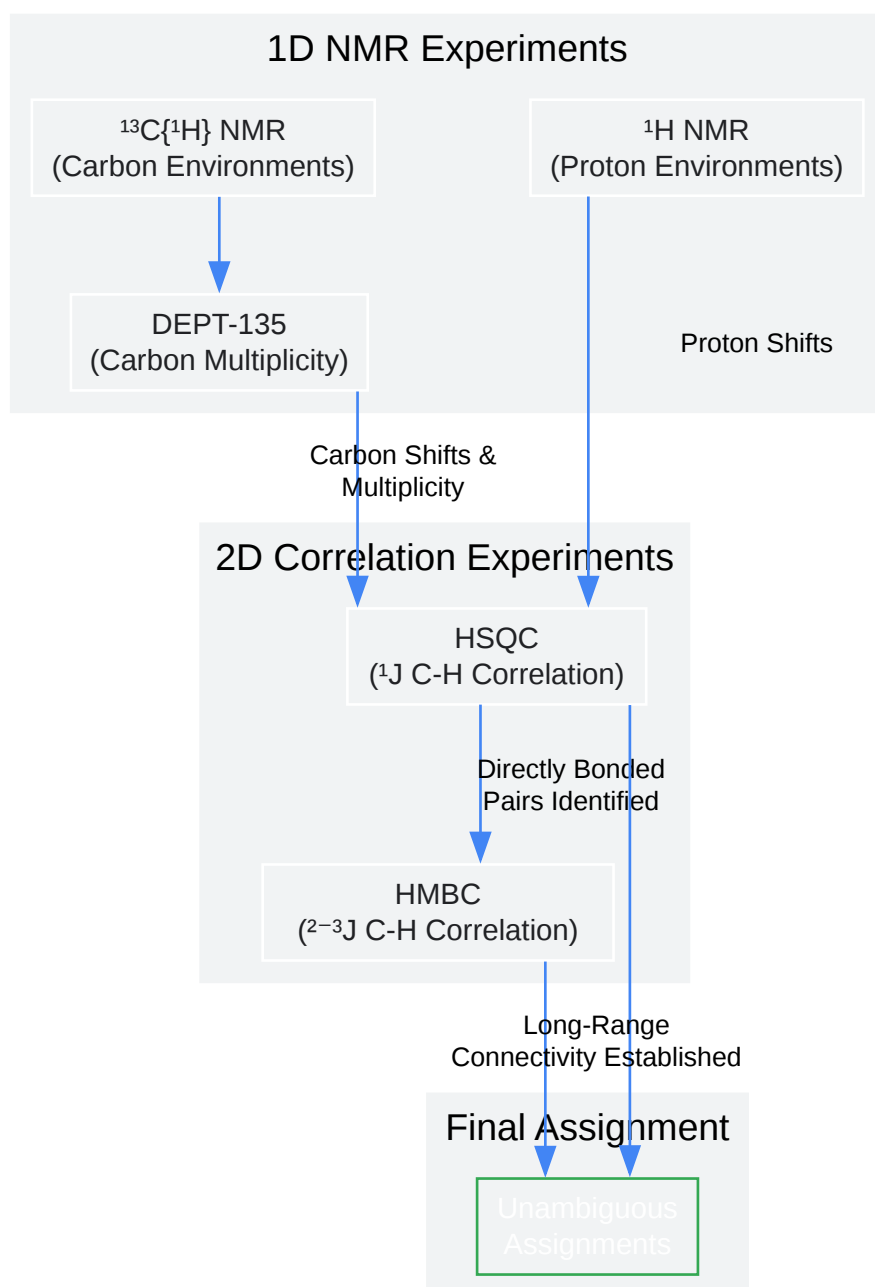 1D NMR Experiments
¹³C{¹H} NMR
(Carbon Environments)
¹H NMR
(Proton Environments)
DEPT-135
(Carbon Multiplicity)
Proton Shifts
Carbon Shifts &
Multiplicity
2D Correlation Experiments
HSQC
(¹J C-H Correlation)
Directly Bonded
Pairs Identified
HMBC
(²⁻³J C-H Correlation)
Long-Range
Connectivity Established
Final Assignment
Unambiguous
Assignments